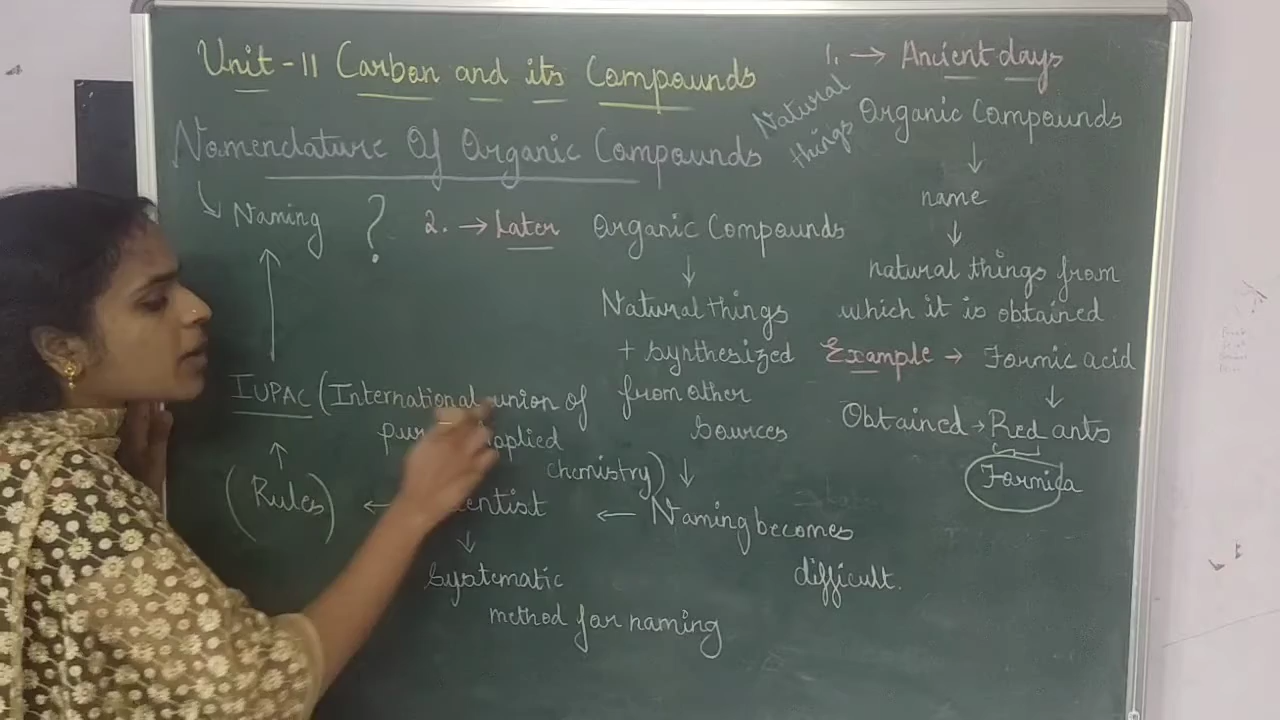 Unit-11 Carbon and its Compounds
Nomenclature Of Organic Compounds
Naming ?
1. → Ancient days
Natural things
Organic Compounds
↓
name
↓
natural things from
which it is obtained
Example → Formic acid
↓
Obtained → Red ants
Formica
2. → Later Organic Compounds
↓
Natural things
+ synthesized
from other
sources
↓
Naming becomes
difficult.
← 
↓
Systematic
method for naming
← (Rules)
↑
IUPAC (International union of
applied
chemistry)